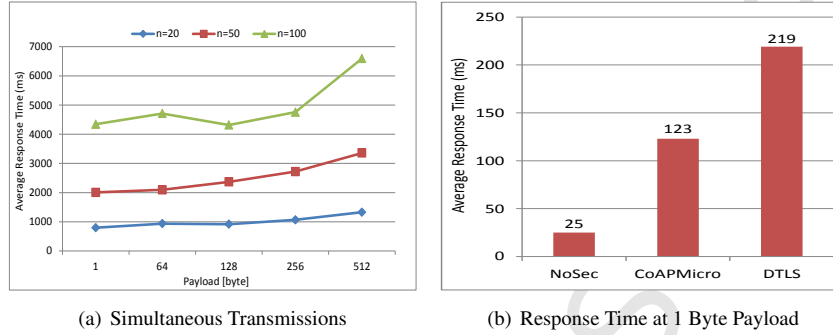 n=20 n=50 n=100
7000
6000
5000
4000
3000
2000
1000
0
Average Response Time (ms)
1 64 128 256 512
Payload [byte]
(a) Simultaneous Transmissions
250
200
150
100
50
0
Average Response Time (ms)
25
123
219
NoSec CoAPMicro DTLS
(b) Response Time at 1 Byte Payload